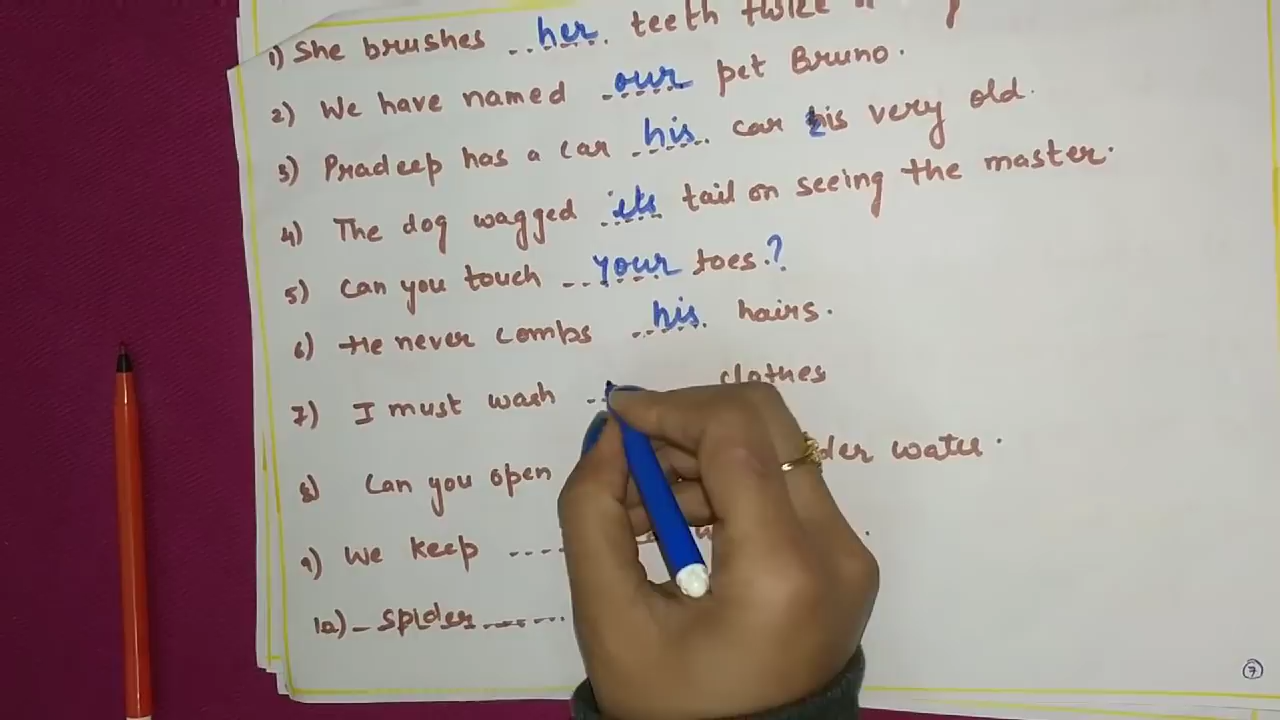 1) She brushes ..her.... teeth twice
2) We have named .our.... pet Bruno.
3) Pradeep has a car .his.... car is very old.
4) The dog wagged .its... tail on seeing the master.
5) Can you touch ..your.... toes.?
6) He never combs .his.... hairs.
7) I must wash .. clothes
8) Can you open der water.
9) We keep ----
10) - Spider ------
7